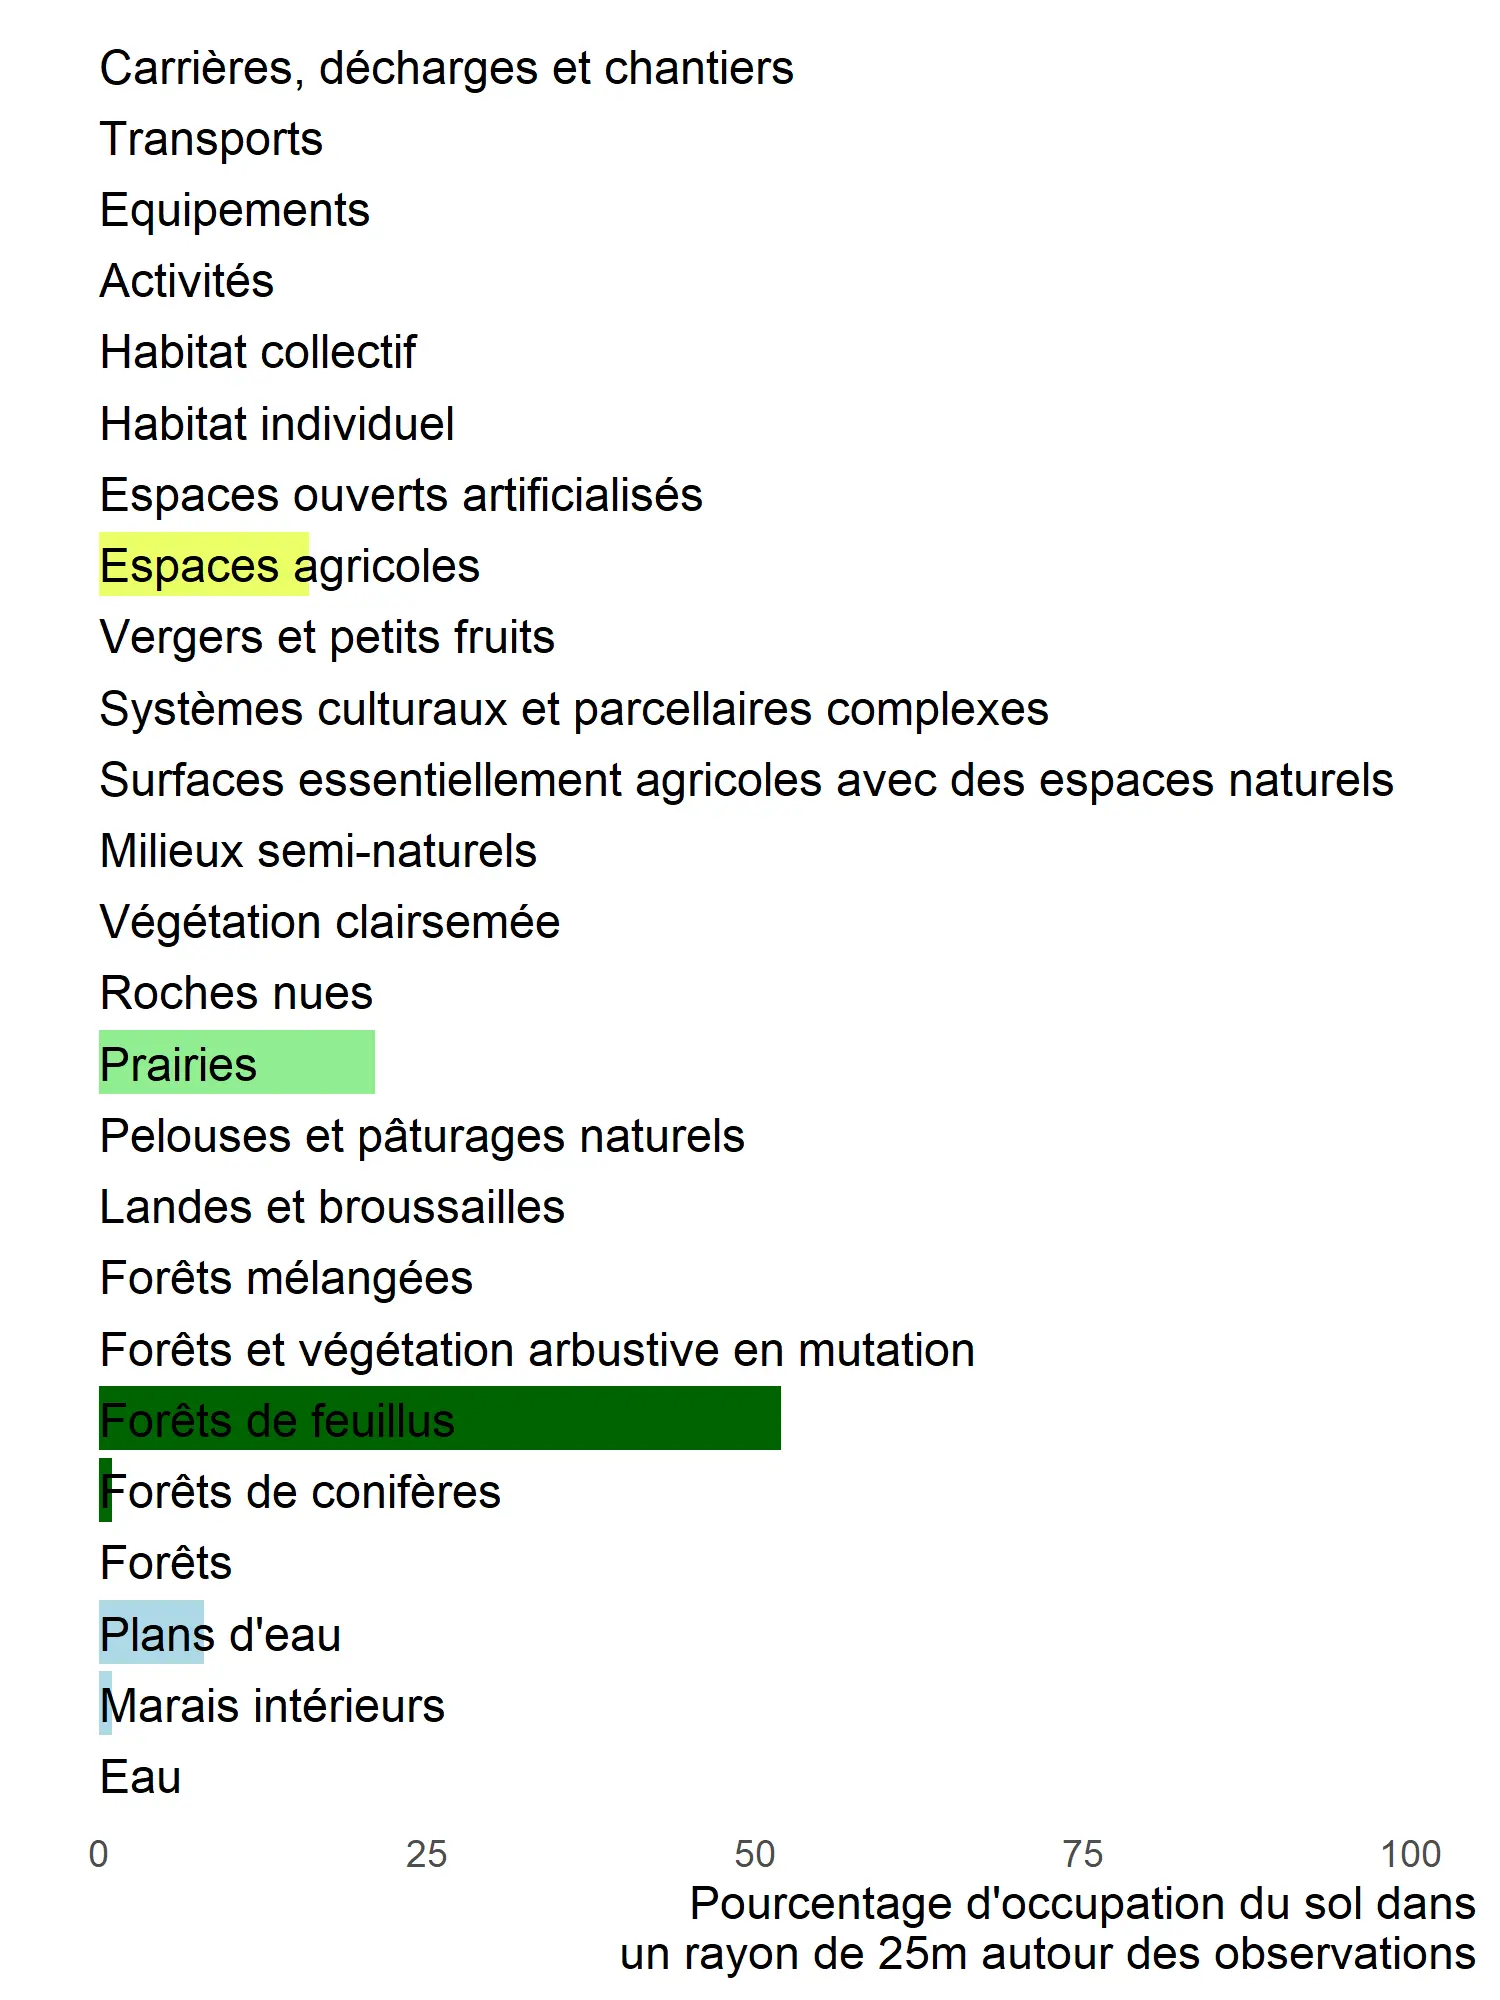 Carrières, décharges et chantiers
Transports
Equipements
Activités
Habitat collectif
Habitat individuel
Espaces ouverts artificialisés
Espaces agricoles
Vergers et petits fruits
Systèmes culturaux et parcellaires complexes
Surfaces essentiellement agricoles avec des espaces naturels
Milieux semi-naturels
Végétation clairsemée
Roches nues
Prairies
Pelouses et pâturages naturels
Landes et broussailles
Forêts mélangées
Forêts et végétation arbustive en mutation
Forêts de feuillus
Forêts de conifères
Forêts
Plans d'eau
Marais intérieurs
Eau
0 25 50 75 100
Pourcentage d'occupation du sol dans
un rayon de 25m autour des observations